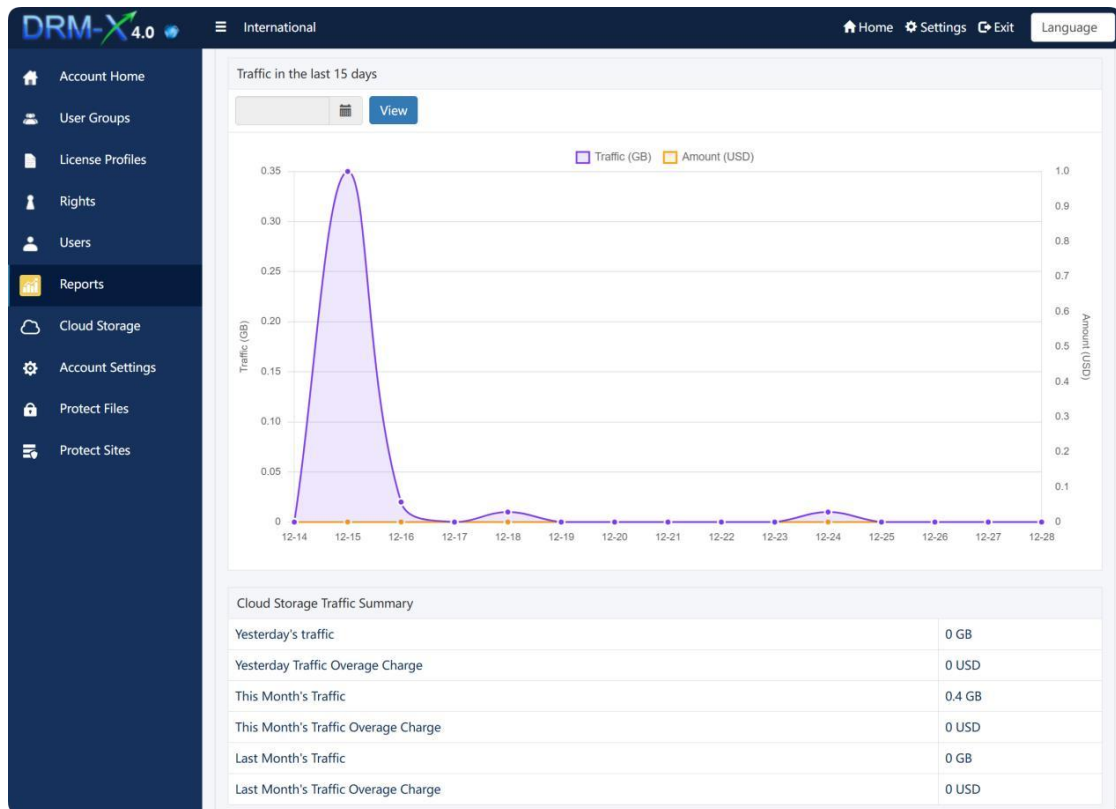 DRM-X 4.0
International
Home Settings Exit Language
Account Home
User Groups
License Profiles
Rights
Users
Reports
Cloud Storage
Account Settings
Protect Files
Protect Sites
Traffic in the last 15 days
View
Traffic (GB) Amount (USD)
0.35
0.30
0.25
0.20
0.15
0.10
0.05
0
Traffic (GB)
1.0
0.9
0.8
0.7
0.6
0.5
0.4
0.3
0.2
0.1
0
Amount (USD)
12-14 12-15 12-16 12-17 12-18 12-19 12-20 12-21 12-22 12-23 12-24 12-25 12-26 12-27 12-28
Cloud Storage Traffic Summary
Yesterday's traffic 0 GB
Yesterday Traffic Overage Charge 0 USD
This Month's Traffic 0.4 GB
This Month's Traffic Overage Charge 0 USD
Last Month's Traffic 0 GB
Last Month's Traffic Overage Charge 0 USD